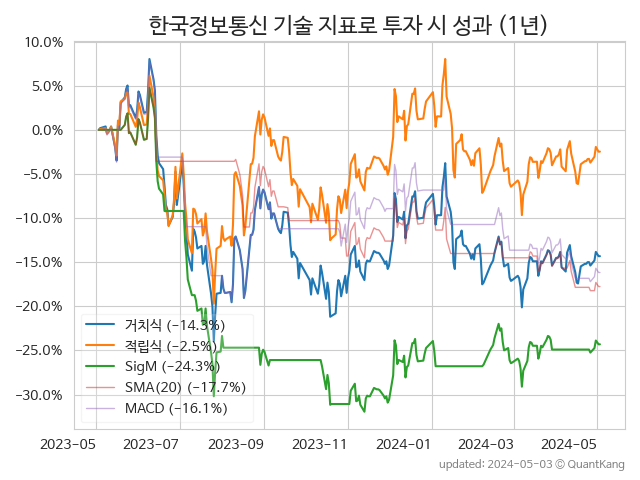 한국정보통신 기술 지표로 투자 시 성과 (1년)
10.0%
5.0%
0.0%
−5.0%
−10.0%
−15.0%
−20.0%
−25.0%
−30.0%
거치식 (−14.3%)
적립식 (−2.5%)
SigM (−24.3%)
SMA(20) (−17.7%)
MACD (−16.1%)
2023-05 2023-07 2023-09 2023-11 2024-01 2024-03 2024-05
updated: 2024-05-03 ⓒ QuantKang